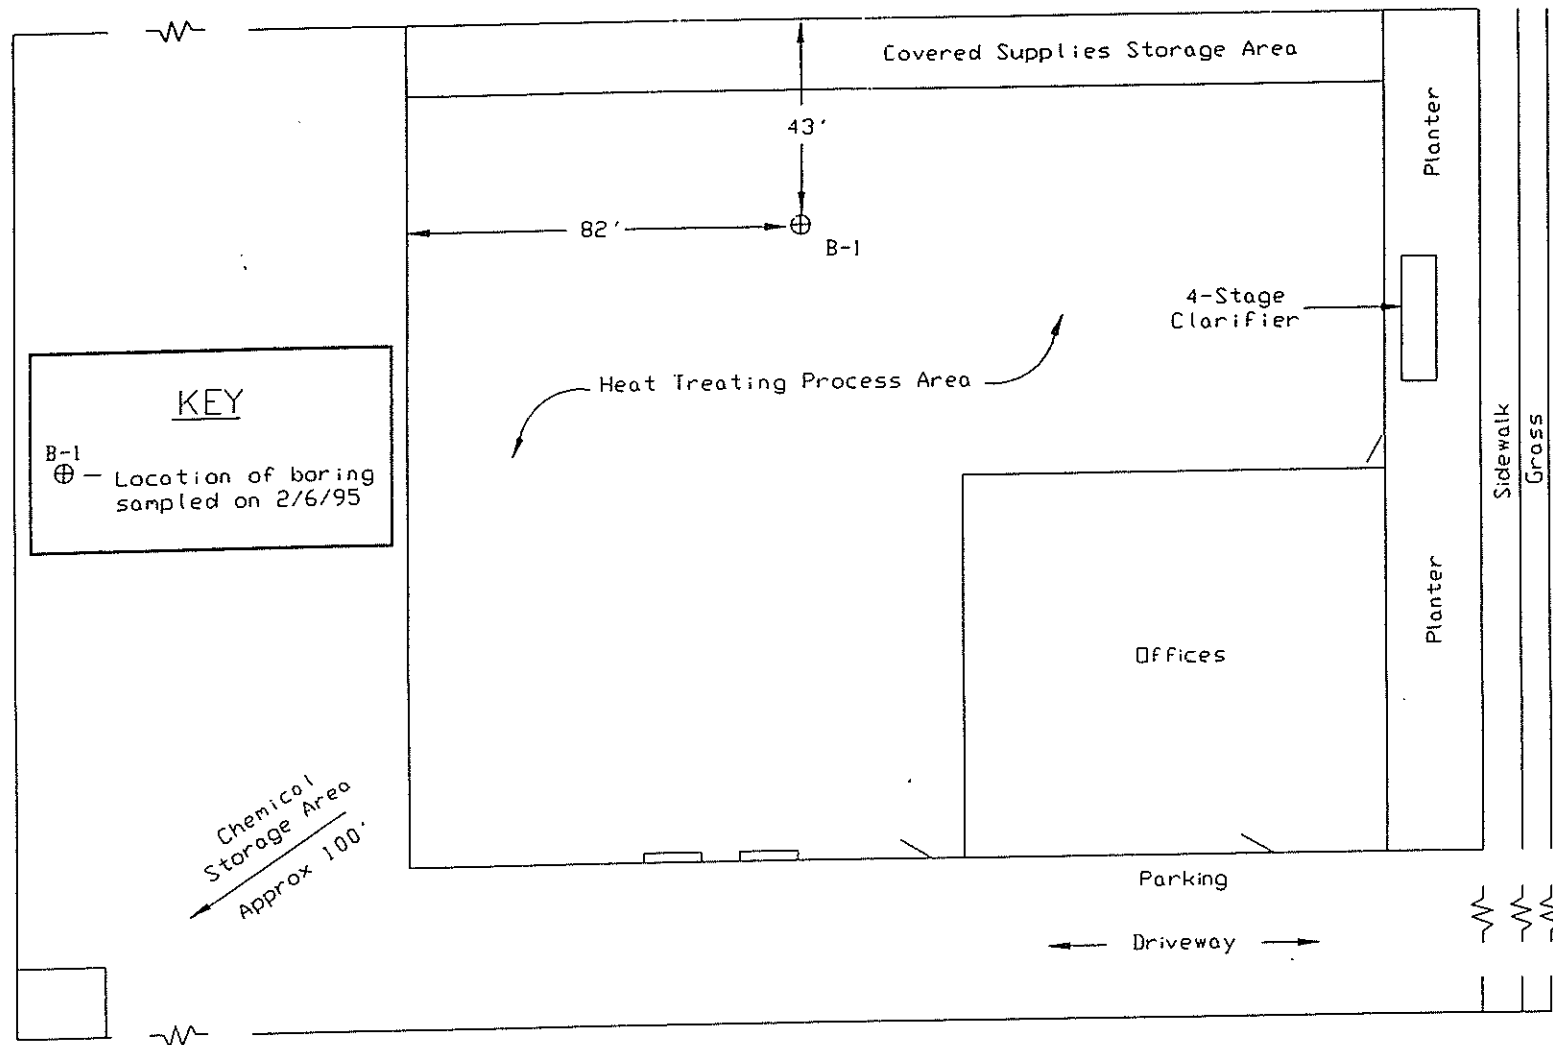 Covered Supplies Storage Area
43'
82'
B-1
Planter
4-Stage
Clarifier
Heat Treating Process Area
KEY
B-1
Location of boring
sampled on 2/6/95
Sidewalk
Grass
Planter
Offices
Chemical
Storage Area
Approx 100'
Parking
Driveway